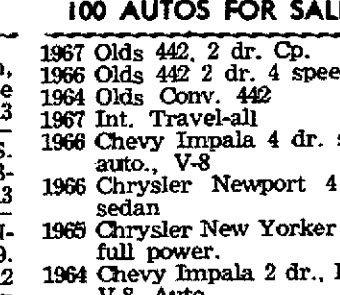 100 AUTOS FOR
1967 Olds 442, 2 dr. Cp.
1966 Olds 442 2 dr. 4
1964 Olds Conv. 442
1967 Int. Travel-all
1966 Chevy Impala 4 dr.
auto., V-8
1966 Chrysler Newport 4
sedan
1965 Chrysler New Yorker
full power.
1964 Chevy Impala 2 dr.,
V-8, Auto